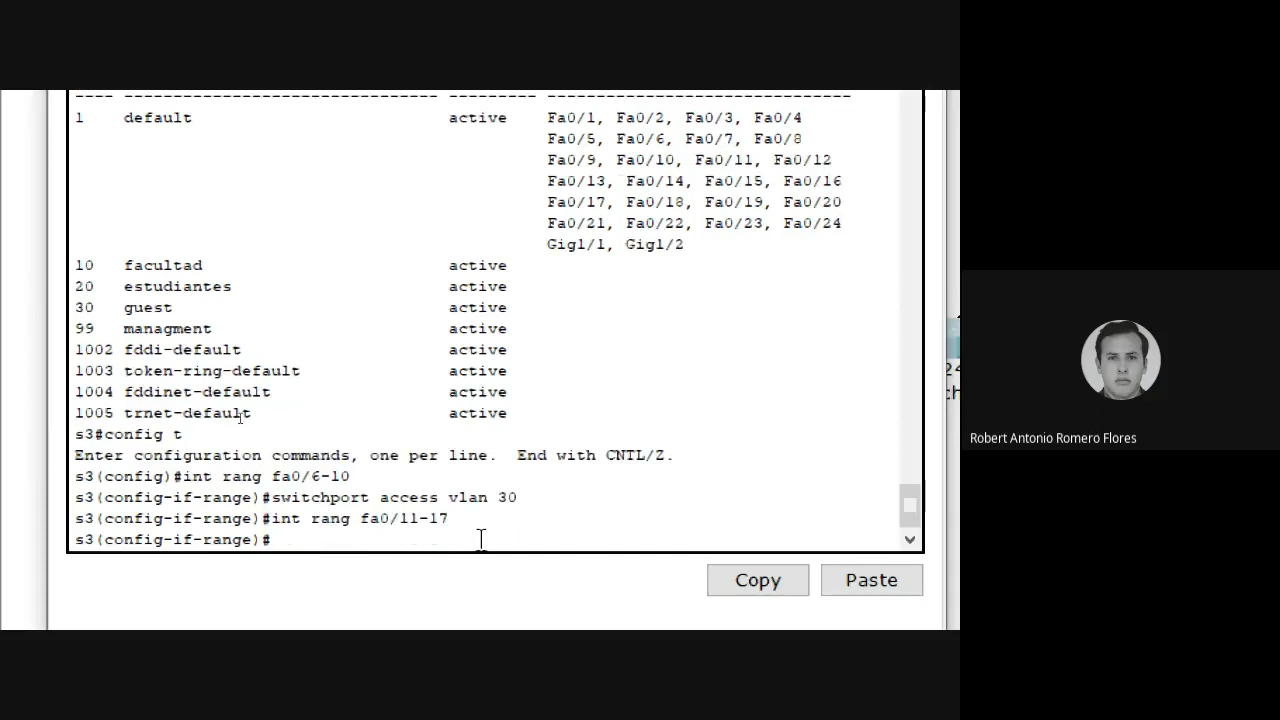 ---- -------------------------------- --------- -------------------------------
1 default active Fa0/1, Fa0/2, Fa0/3, Fa0/4
Fa0/5, Fa0/6, Fa0/7, Fa0/8
Fa0/9, Fa0/10, Fa0/11, Fa0/12
Fa0/13, Fa0/14, Fa0/15, Fa0/16
Fa0/17, Fa0/18, Fa0/19, Fa0/20
Fa0/21, Fa0/22, Fa0/23, Fa0/24
Gig1/1, Gig1/2
10 facultad active
20 estudiantes active
30 guest active
99 managment active
1002 fddi-default active
1003 token-ring-default active
1004 fddinet-default active
1005 trnet-default active
s3#config t
Enter configuration commands, one per line. End with CNTL/Z.
s3(config)#int rang fa0/6-10
s3(config-if-range)#switchport access vlan 30
s3(config-if-range)#int rang fa0/11-17
s3(config-if-range)#
Copy Paste
Robert Antonio Romero Flores